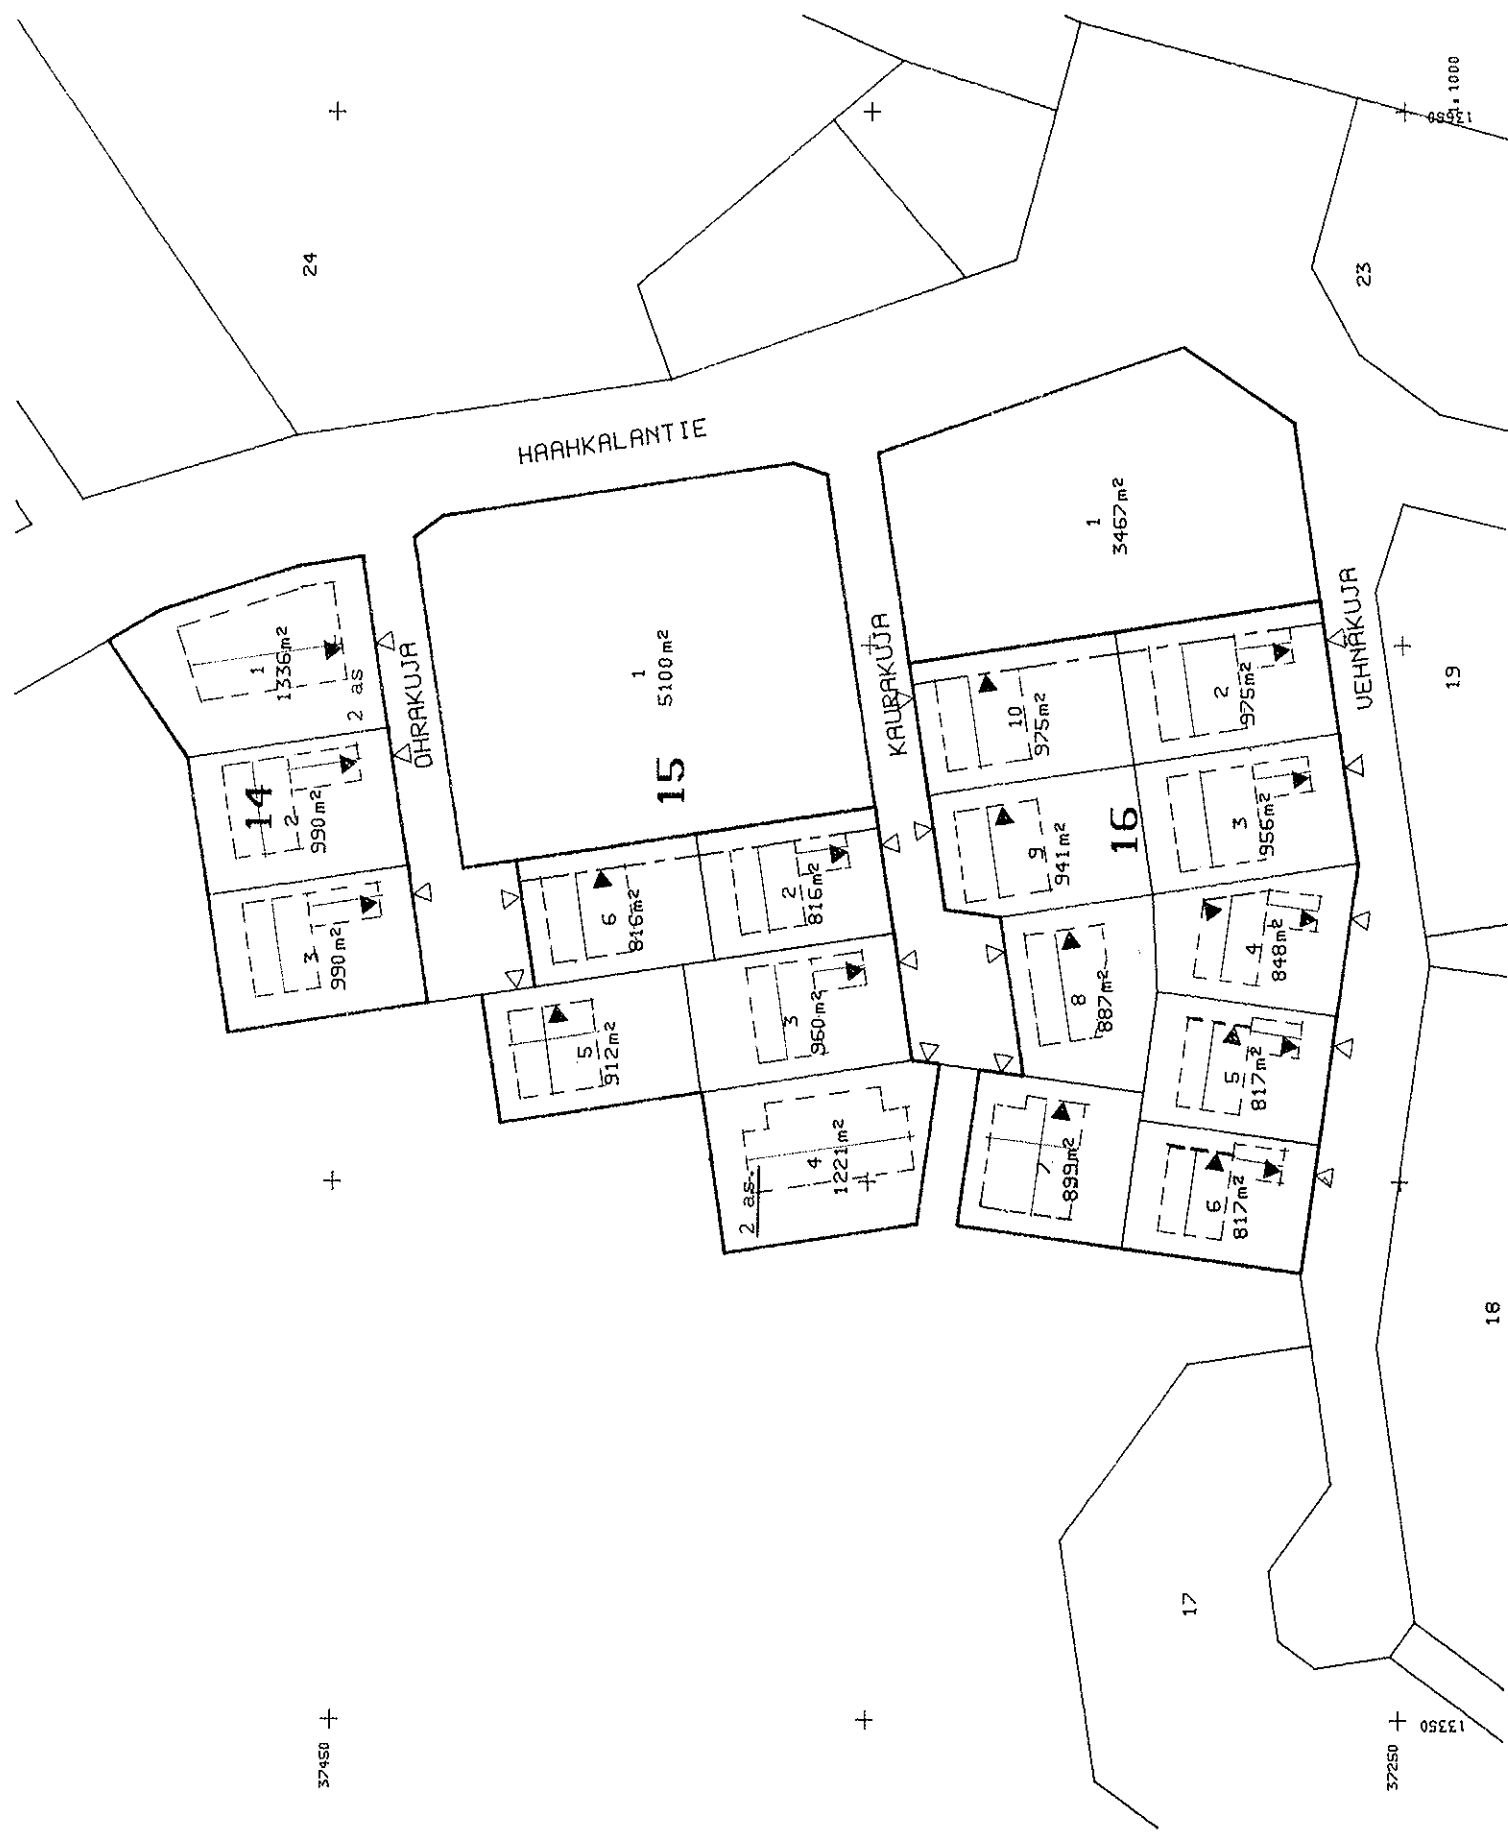 1:1000
13650
24
23
HAAHKALANTIE
1
3467m²
1
1336m²
2 as
OHRAKUJA
1
5100m²
KAURAKUJA
VEHNÄKUJA
19
14
2
990m²
15
10
975m²
2
975m²
3
990m²
6
816m²
2
816m²
9
941m²
16
3
956m²
5
912m²
3
960m²
8
887m²
4
848m²
2 as.
4
1221m²
7
899m²
5
817m²
6
817m²
18
17
37450
37250
13350